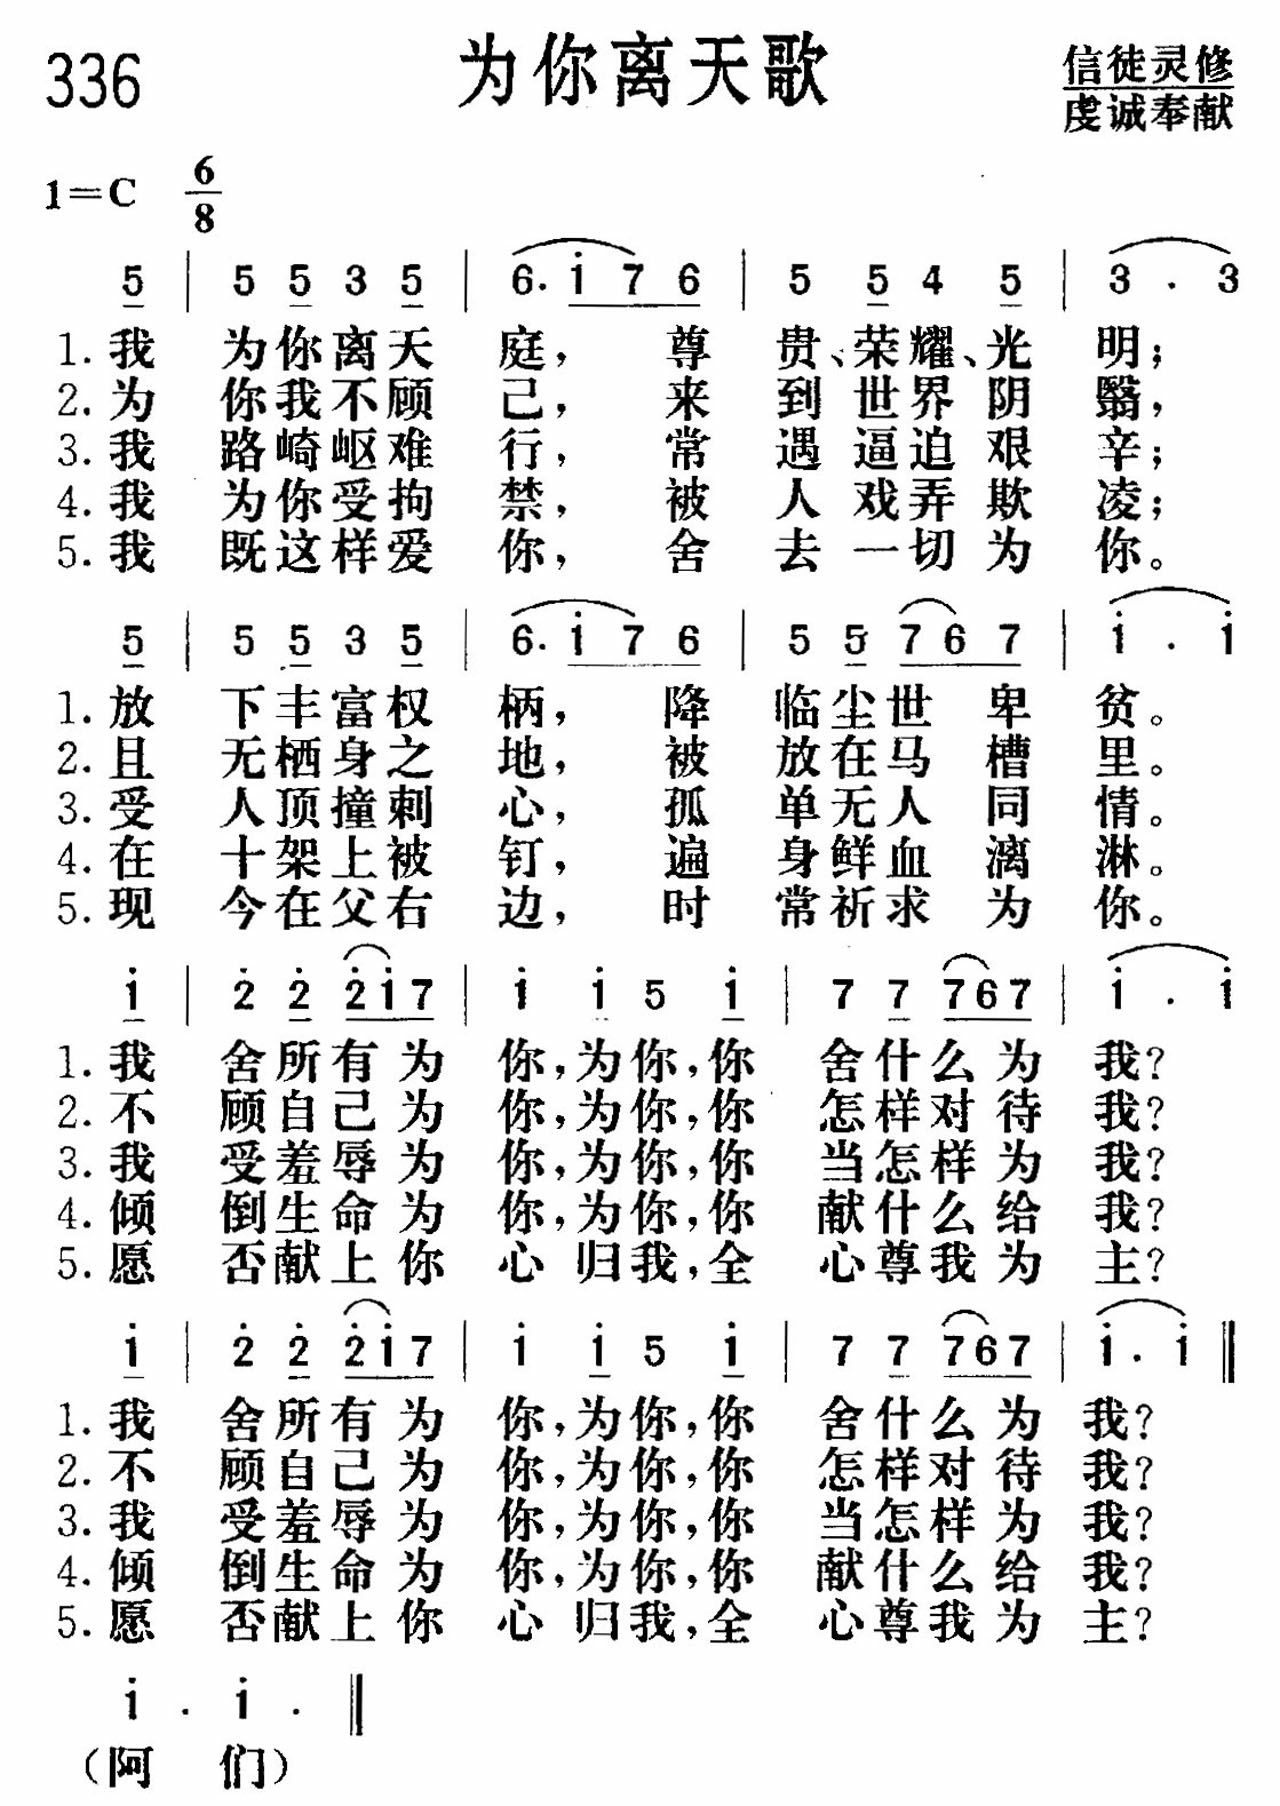 336
为你离天歌
信徒灵修
虔诚奉献
1=C 6/8
5 | 5 5 3 5 | 6. i 7 6 | 5 5 4 5 | 3 . 3
1. 我 为你离天 庭, 尊 贵、荣耀、光 明;
2. 为 你我不顾 己, 来 到世界阴 翳,
3. 我 路崎岖难 行, 常 遇逼迫艰 辛;
4. 我 为你受拘 禁, 被 人戏弄欺 凌;
5. 我 既这样爱 你, 舍 去一切为 你。
5 | 5 5 3 5 | 6. i 7 6 | 5 5 7 6 7 | i . i
1. 放 下丰富权 柄, 降 临尘世卑 贫。
2. 且 无栖身之 地, 被 放在马槽 里。
3. 受 人顶撞刺 心, 孤 单无人同 情。
4. 在 十架上被 钉, 遍 身鲜血漓 淋。
5. 现 今在父右 边, 时 常祈求为 你。
i | 2 2 2 i 7 | i i 5 i | 7 7 7 6 7 | i . i
1. 我 舍所有为 你,为你,你 舍什么为 我?
2. 不 顾自己为 你,为你,你 怎样对待 我?
3. 我 受羞辱为 你,为你,你 当怎样为 我?
4. 倾 倒生命为 你,为你,你 献什么给 我?
5. 愿 否献上你 心归我,全 心尊我为 主?
i | 2 2 2 i 7 | i i 5 i | 7 7 7 6 7 | i . i ‖
1. 我 舍所有为 你,为你,你 舍什么为 我?
2. 不 顾自己为 你,为你,你 怎样对待 我?
3. 我 受羞辱为 你,为你,你 当怎样为 我?
4. 倾 倒生命为 你,为你,你 献什么给 我?
5. 愿 否献上你 心归我,全 心尊我为 主?
i . i . ‖
(阿 们)